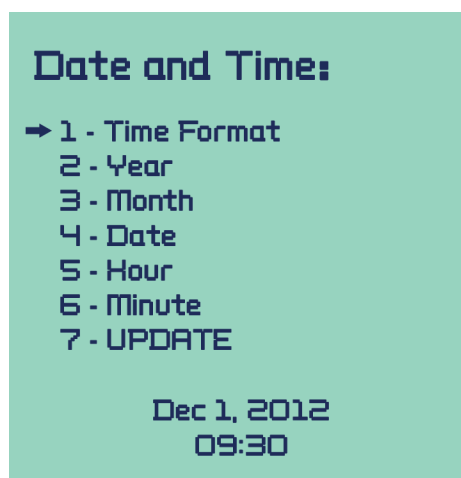 Date and Time:
➡ 1 - Time Format
2 - Year
3 - Month
4 - Date
5 - Hour
6 - Minute
7 - UPDATE
Dec 1, 2012
09:30